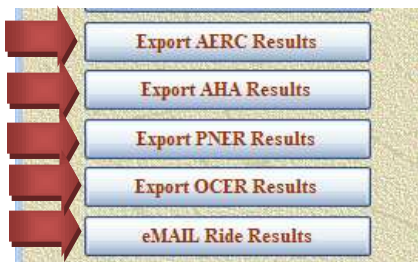 Export AERC Results
Export AHA Results
Export PNER Results
Export OCER Results
eMAIL Ride Results